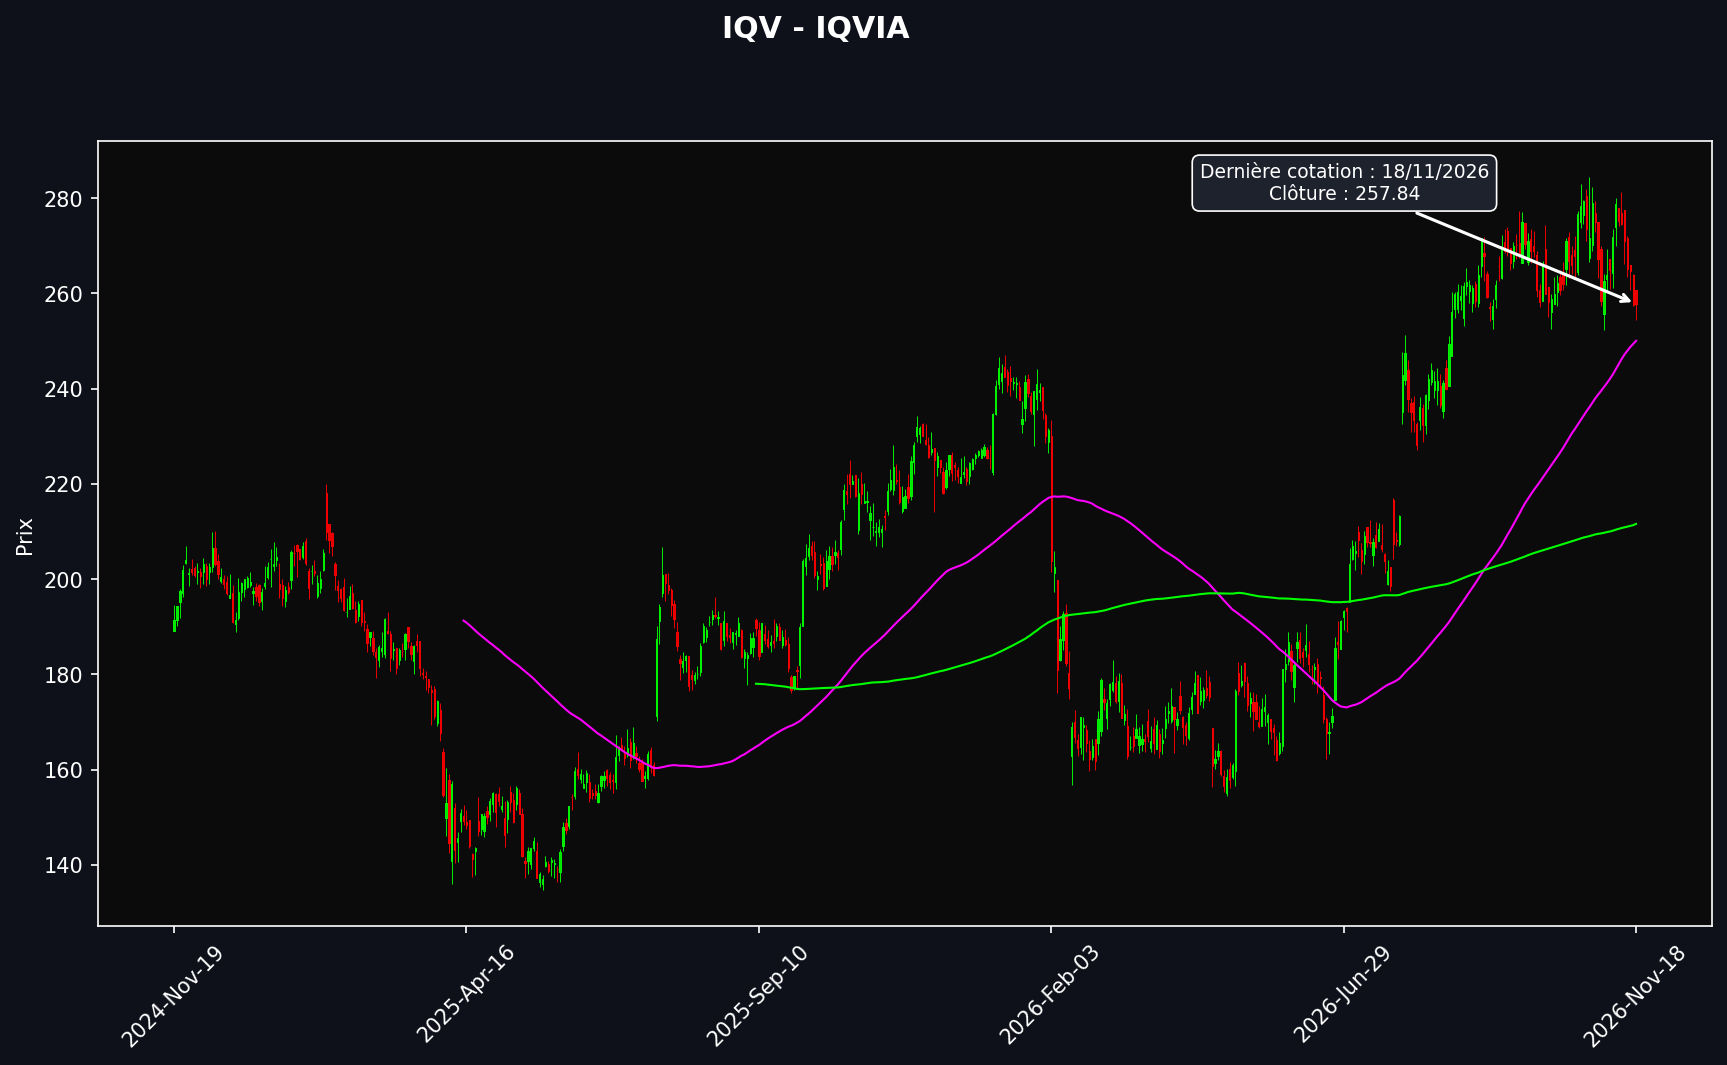 IQV - IQVIA
Dernière cotation : 18/11/2026
Clôture : 257.84
Prix
280
260
240
220
200
180
160
140
2024-Nov-19
2025-Apr-16
2025-Sep-10
2026-Feb-03
2026-Jun-29
2026-Nov-18